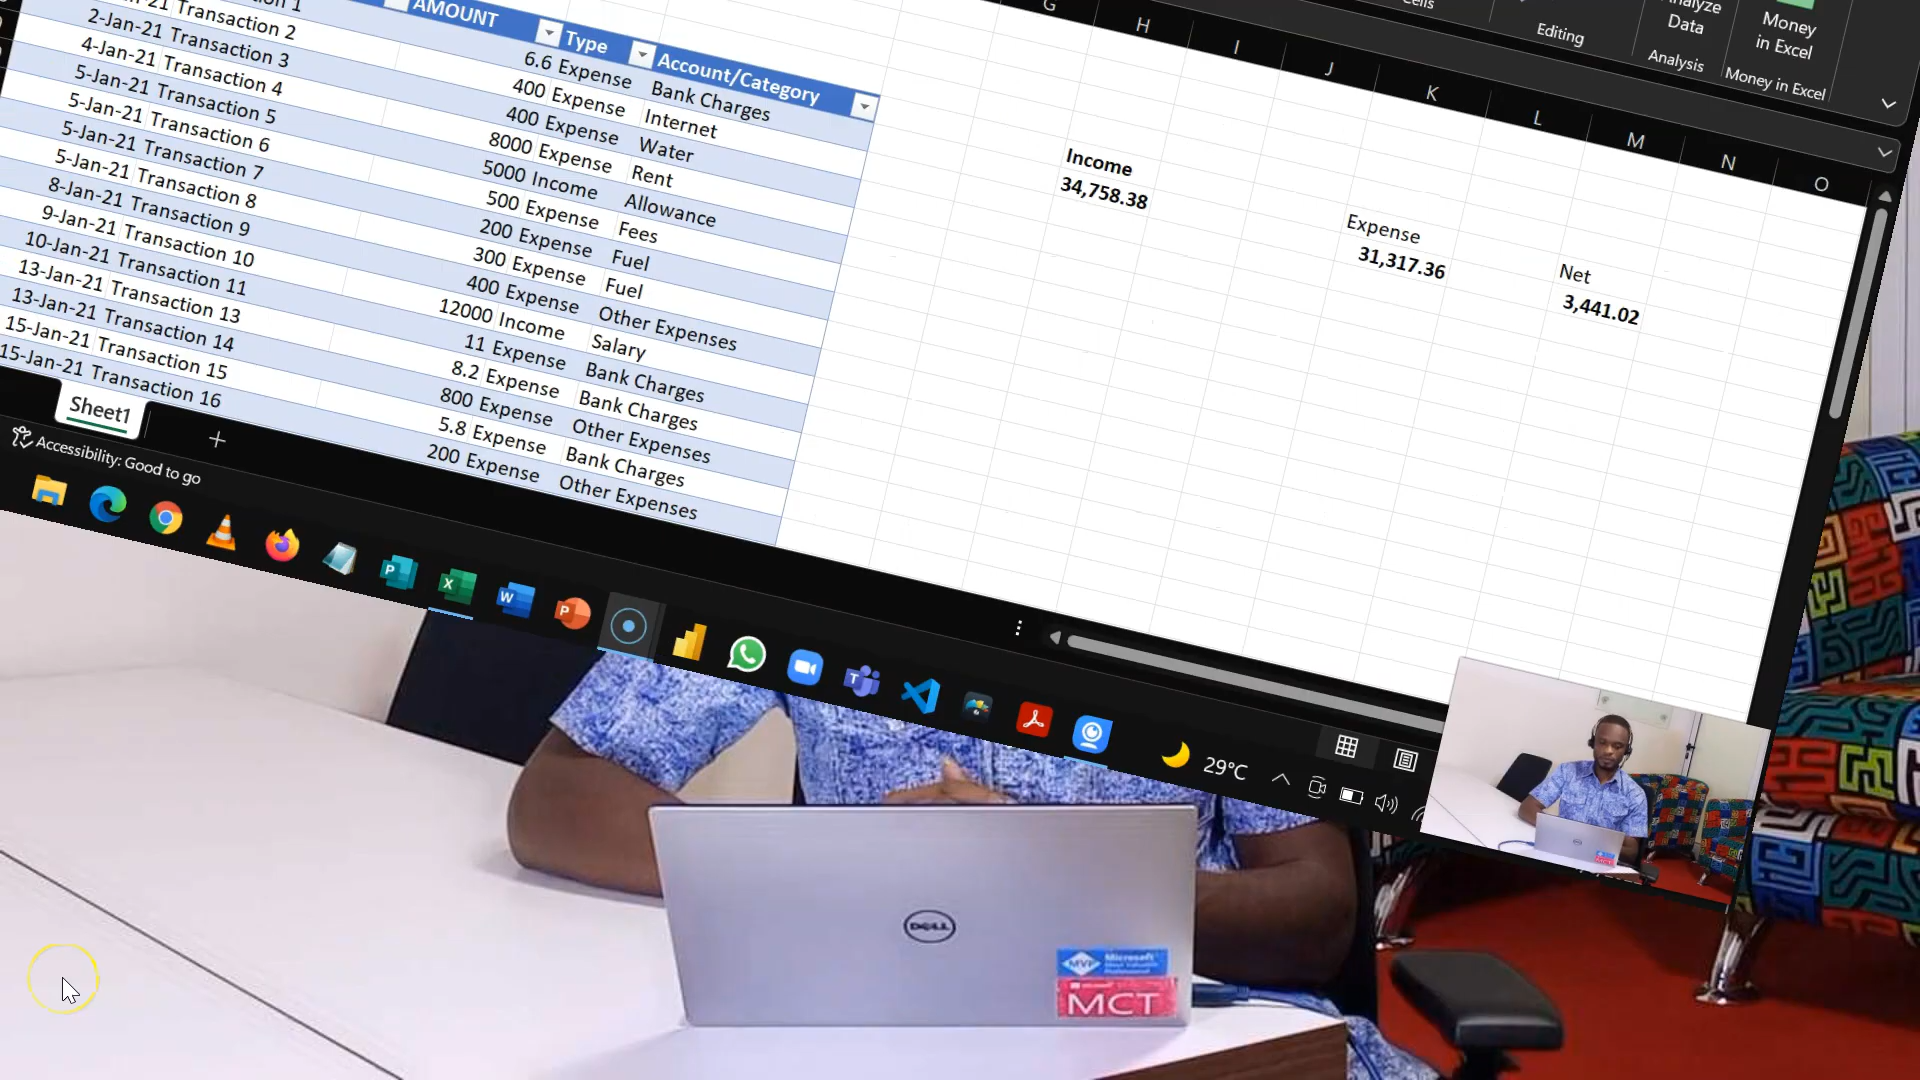 Cells
Editing
Analyze
Data
Analysis
Money
in Excel
Money in Excel
G H I J K L M N O
AMOUNT Type Account/Category
Transaction 1 6.6 Expense Bank Charges
2-Jan-21 Transaction 2 400 Expense Internet
4-Jan-21 Transaction 3 400 Expense Water
5-Jan-21 Transaction 4 8000 Expense Rent
5-Jan-21 Transaction 5 5000 Income Allowance
5-Jan-21 Transaction 6 500 Expense Fees
5-Jan-21 Transaction 7 200 Expense Fuel
8-Jan-21 Transaction 8 300 Expense Fuel
9-Jan-21 Transaction 9 400 Expense Other Expenses
10-Jan-21 Transaction 10 12000 Income Salary
13-Jan-21 Transaction 11 11 Expense Bank Charges
13-Jan-21 Transaction 13 8.2 Expense Bank Charges
15-Jan-21 Transaction 14 800 Expense Other Expenses
15-Jan-21 Transaction 15 5.8 Expense Bank Charges
Transaction 16 200 Expense Other Expenses
Income
34,758.38
Expense
31,317.36
Net
3,441.02
Sheet1
Accessibility: Good to go
29°C
DELL
MVP Microsoft
MCT